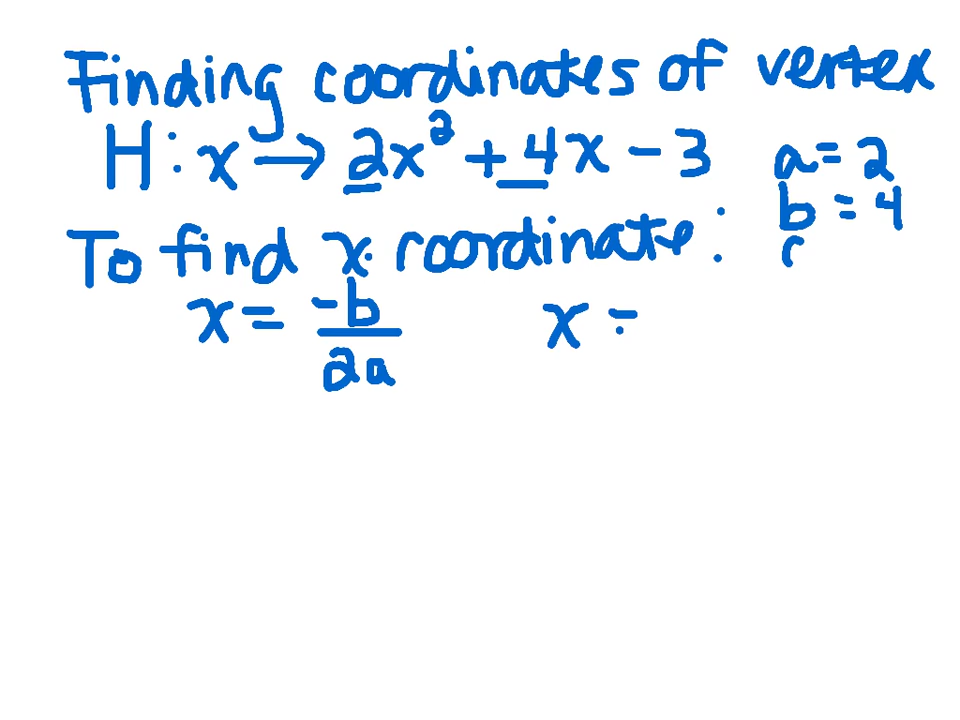 Finding coordinates of vertex
H: x → 2x² + 4x - 3 a = 2
b = 4
To find x coordinate: c
x = -b/2a x =